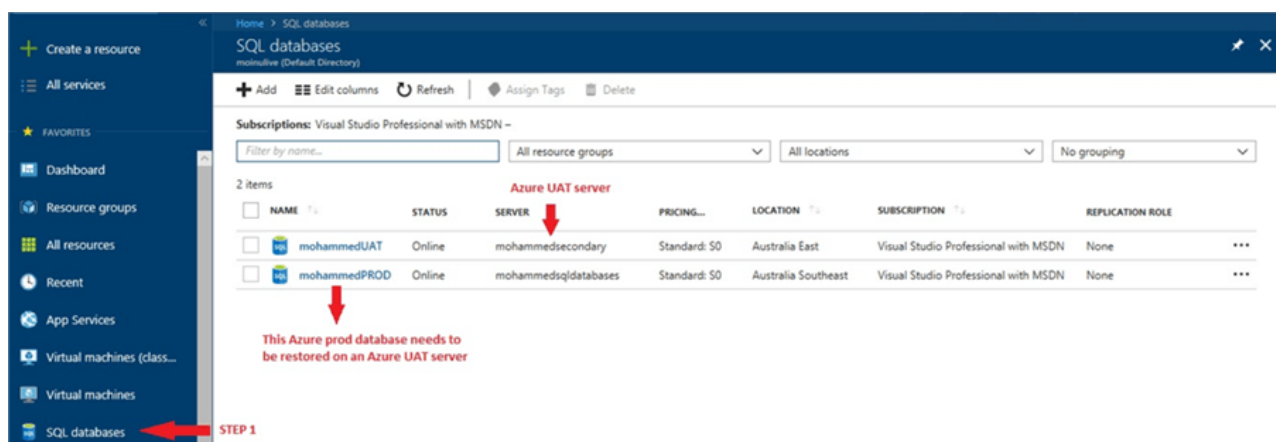 Home > SQL databases
SQL databases
moinulive (Default Directory)
Create a resource
All services
FAVORITES
Dashboard
Resource groups
All resources
Recent
App Services
Virtual machines (class...
Virtual machines
SQL databases
STEP 1
Add Edit columns Refresh Assign Tags Delete
Subscriptions: Visual Studio Professional with MSDN –
Filter by name... All resource groups All locations No grouping
2 items
Azure UAT server
NAME STATUS SERVER PRICING... LOCATION SUBSCRIPTION REPLICATION ROLE
SQL mohammedUAT Online mohammedsecondary Standard: S0 Australia East Visual Studio Professional with MSDN None ...
SQL mohammedPROD Online mohammedsqldatabases Standard: S0 Australia Southeast Visual Studio Professional with MSDN None ...
This Azure prod database needs to
be restored on an Azure UAT server